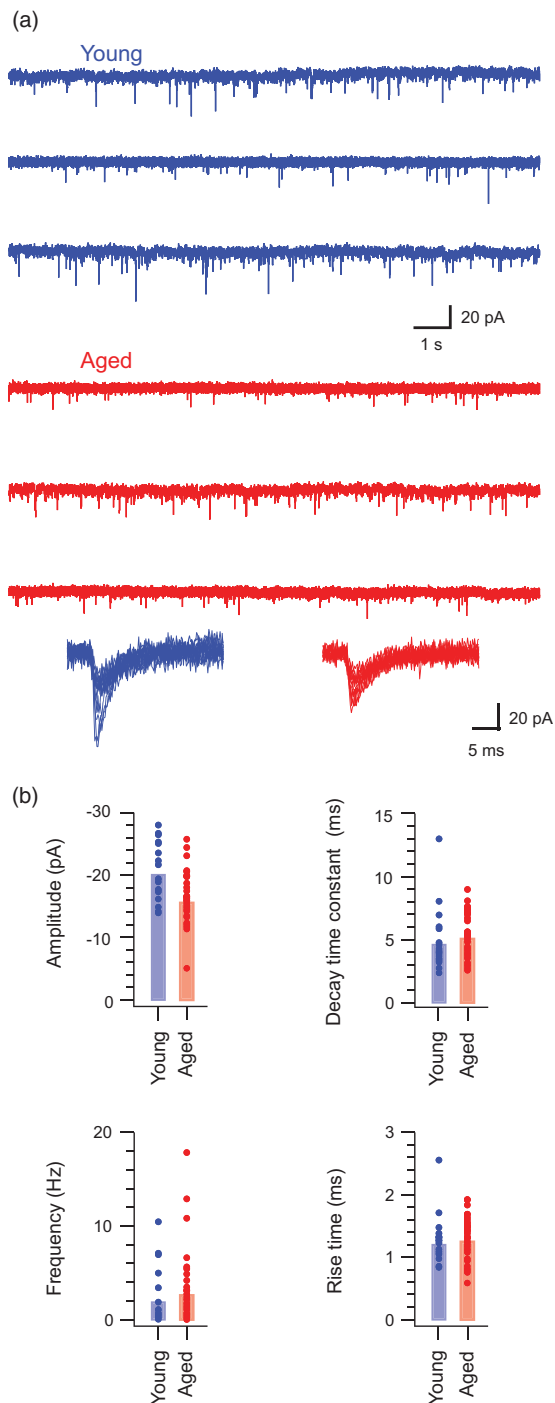 (a)
Young
20 pA
1 s
Aged
20 pA
5 ms
(b)
Amplitude (pA)
-30
-20
-10
0
Young
Aged
Decay time constant (ms)
15
10
5
0
Young
Aged
Frequency (Hz)
20
10
0
Young
Aged
Rise time (ms)
3
2
1
0
Young
Aged